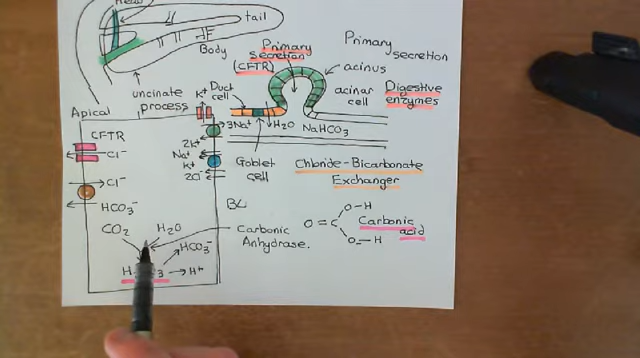 Head
tail
Body
uncinate process
Primary secretion (CFTR)
Primary secretion
acinus
acinar cell
Digestive enzymes
Duct cell
H2O
NaHCO3
Goblet cell
Chloride-Bicarbonate Exchanger
Apical
CFTR
Cl-
Cl-
HCO3-
K+
3Na+
2K+
Na+
K+
2Cl-
CO2
H2O
HCO3-
H+
Carbonic Anhydrase.
O=C
O-H
O-H
Carbonic acid